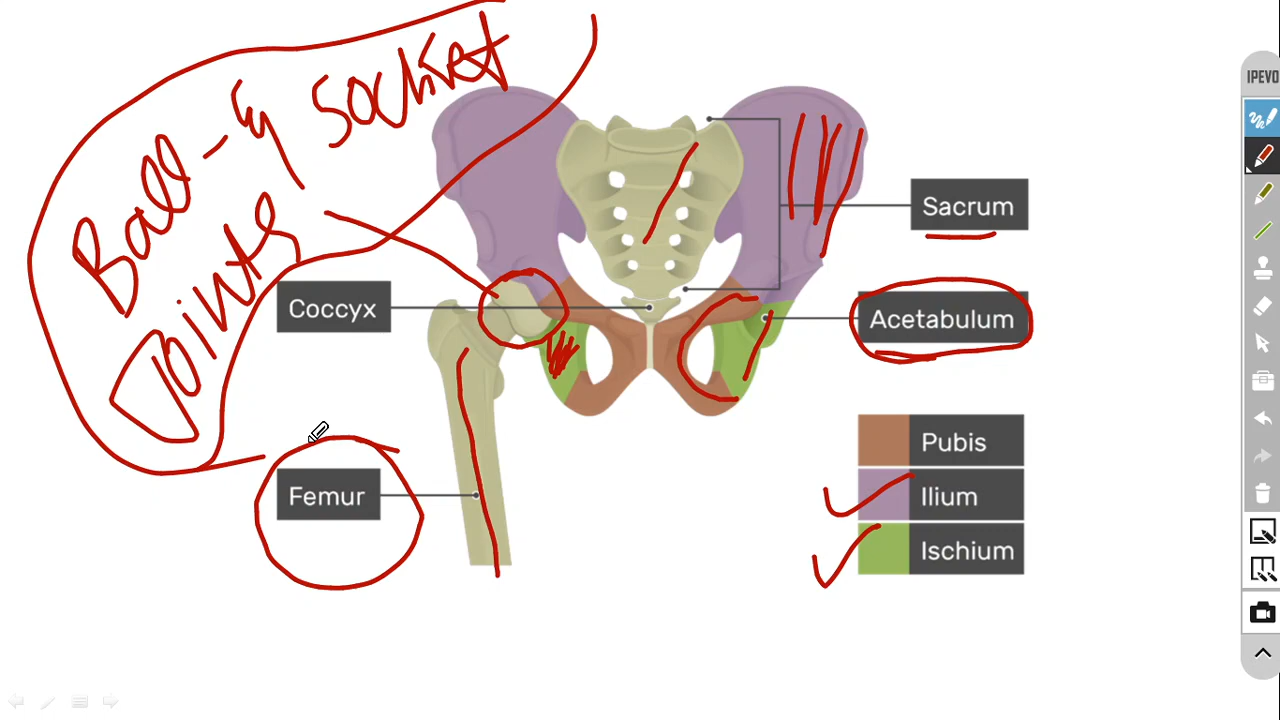 Ball-& Socket
Joints
IPEVO
Sacrum
Coccyx
Acetabulum
Pubis
Femur
Ilium
Ischium